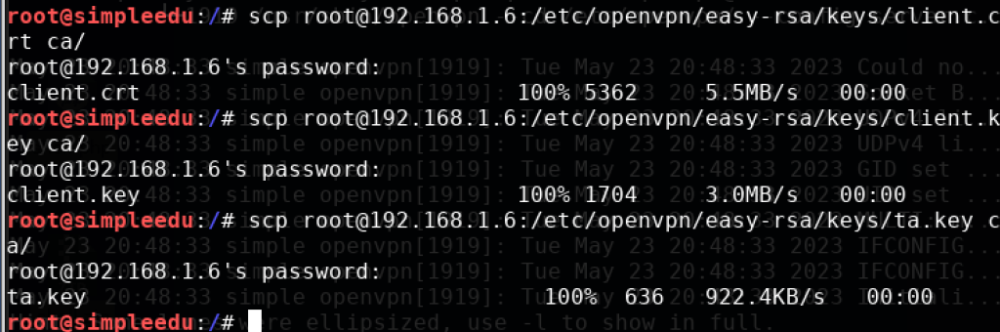 root@simpleedu:/# scp root@192.168.1.6:/etc/openvpn/easy-rsa/keys/client.c
rt ca/
root@192.168.1.6's password:
client.crt 100% 5362 5.5MB/s 00:00
root@simpleedu:/# scp root@192.168.1.6:/etc/openvpn/easy-rsa/keys/client.k
ey ca/
root@192.168.1.6's password:
client.key 100% 1704 3.0MB/s 00:00
root@simpleedu:/# scp root@192.168.1.6:/etc/openvpn/easy-rsa/keys/ta.key c
a/
root@192.168.1.6's password:
ta.key 100% 636 922.4KB/s 00:00
root@simpleedu:/#